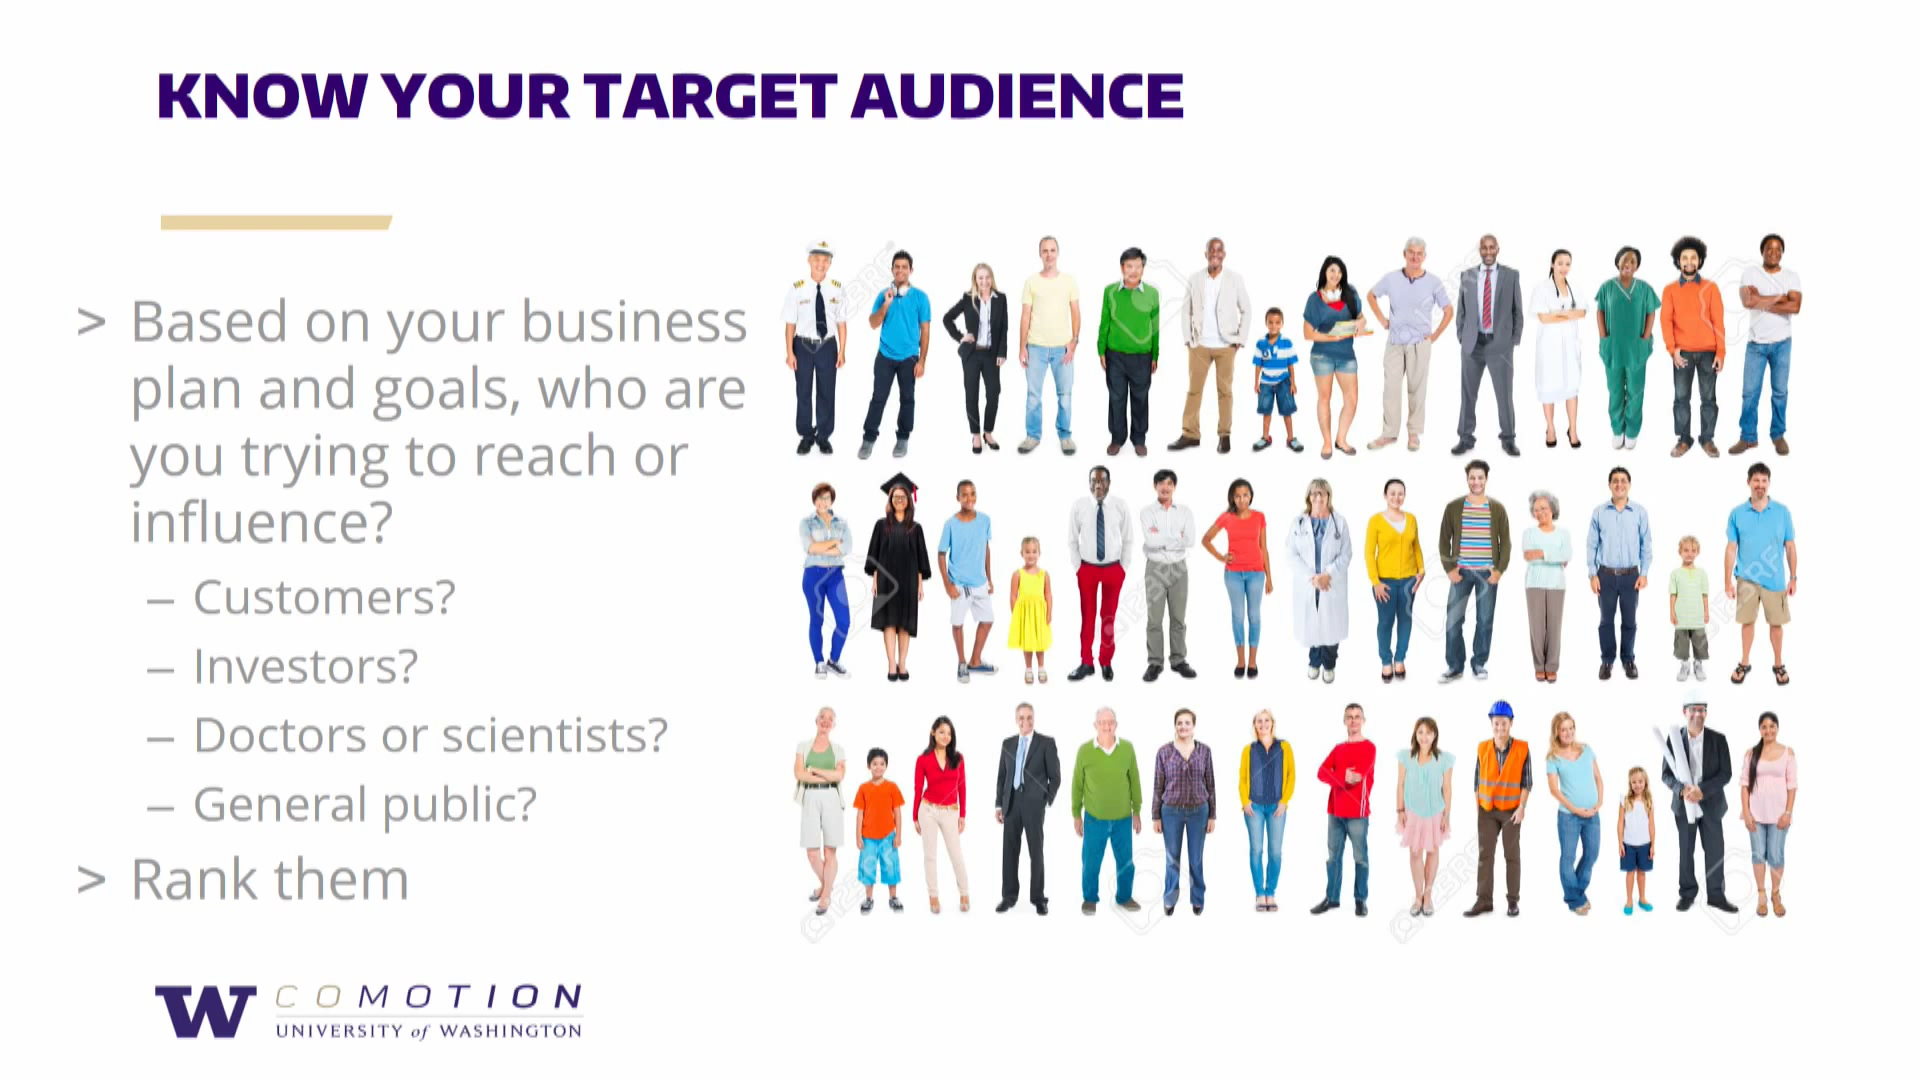 KNOW YOUR TARGET AUDIENCE
> Based on your business
plan and goals, who are
you trying to reach or
influence?
– Customers?
– Investors?
– Doctors or scientists?
– General public?
> Rank them
W COMOTION
UNIVERSITY of WASHINGTON